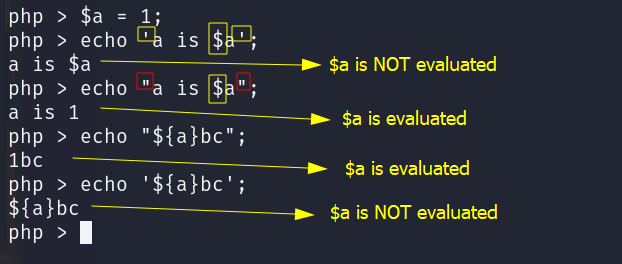 php > $a = 1;
php > echo 'a is $a';
a is $a
$a is NOT evaluated
php > echo "a is $a";
a is 1
$a is evaluated
php > echo "${a}bc";
1bc
$a is evaluated
php > echo '${a}bc';
${a}bc
$a is NOT evaluated
php >